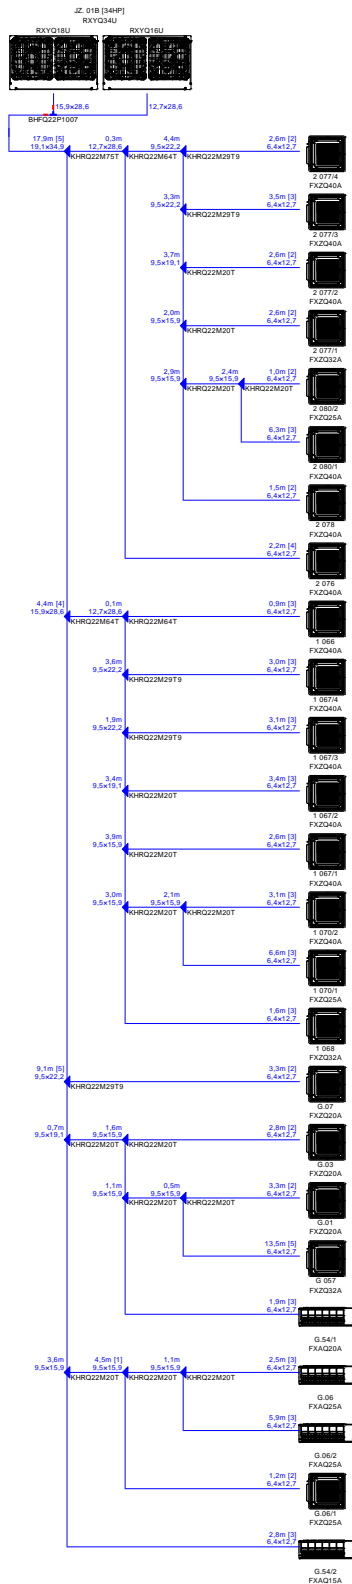 JZ. 01B [34HP]
RXYQ34U
RXYQ18U RXYQ16U
15,9x28,6 12,7x28,6
BHFQ22P1007
17,9m [5] 0,3m 4,4m 2,6m [2]
19,1x34,9 12,7x28,6 9,5x22,2 6,4x12,7
KHRQ22M75T KHRQ22M64T KHRQ22M29T9
2 077/4
FXZQ40A
3,3m 3,5m [3]
9,5x22,2 6,4x12,7
KHRQ22M29T9
2 077/3
FXZQ40A
3,7m 2,6m [2]
9,5x19,1 6,4x12,7
KHRQ22M20T
2 077/2
FXZQ40A
2,0m 2,6m [2]
9,5x15,9 6,4x12,7
KHRQ22M20T
2 077/1
FXZQ32A
2,9m 2,4m 1,0m [2]
9,5x15,9 9,5x15,9 6,4x12,7
KHRQ22M20T KHRQ22M20T
2 080/2
FXZQ25A
6,3m [3]
6,4x12,7
2 080/1
FXZQ40A
1,5m [2]
6,4x12,7
2 078
FXZQ40A
2,2m [4]
6,4x12,7
2 076
FXZQ40A
4,4m [4] 0,1m 0,9m [3]
15,9x28,6 12,7x28,6 6,4x12,7
KHRQ22M64T KHRQ22M64T
1 066
FXZQ40A
3,6m 3,0m [3]
9,5x22,2 6,4x12,7
KHRQ22M29T9
1 067/4
FXZQ40A
1,9m 3,1m [3]
9,5x22,2 6,4x12,7
KHRQ22M29T9
1 067/3
FXZQ40A
3,4m 3,4m [3]
9,5x19,1 6,4x12,7
KHRQ22M20T
1 067/2
FXZQ40A
3,9m 2,6m [3]
9,5x15,9 6,4x12,7
KHRQ22M20T
1 067/1
FXZQ40A
3,0m 2,1m 3,1m [3]
9,5x15,9 9,5x15,9 6,4x12,7
KHRQ22M20T KHRQ22M20T
1 070/2
FXZQ40A
6,6m [3]
6,4x12,7
1 070/1
FXZQ25A
1,6m [3]
6,4x12,7
1 068
FXZQ32A
9,1m [5] 3,3m [2]
9,5x22,2 6,4x12,7
KHRQ22M29T9
G.07
FXZQ20A
0,7m 1,6m 2,8m [2]
9,5x19,1 9,5x15,9 6,4x12,7
KHRQ22M20T KHRQ22M20T
G.03
FXZQ20A
1,1m 0,5m 3,3m [2]
9,5x15,9 9,5x15,9 6,4x12,7
KHRQ22M20T KHRQ22M20T
G.01
FXZQ20A
13,5m [5]
6,4x12,7
G 057
FXZQ32A
1,9m [3]
6,4x12,7
G.54/1
FXAQ20A
3,6m 4,5m [1] 1,1m 2,5m [3]
9,5x15,9 9,5x15,9 9,5x15,9 6,4x12,7
KHRQ22M20T KHRQ22M20T KHRQ22M20T
G.06
FXAQ25A
5,9m [3]
6,4x12,7
G.06/2
FXAQ25A
1,2m [2]
6,4x12,7
G.06/1
FXZQ25A
2,8m [3]
6,4x12,7
G.54/2
FXAQ15A